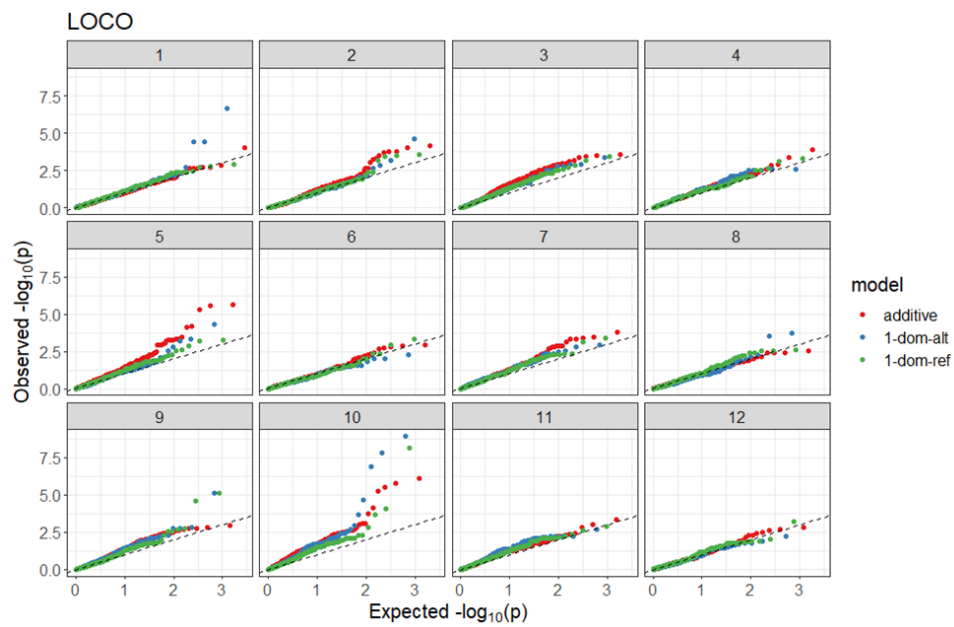 LOCO
1 2 3 4
7.5
5.0
2.5
0.0
5 6 7 8
7.5
5.0
2.5
0.0
9 10 11 12
7.5
5.0
2.5
0.0
0 1 2 3 0 1 2 3 0 1 2 3 0 1 2 3
Expected -log10(p)
Observed -log10(p)
model
additive
1-dom-alt
1-dom-ref